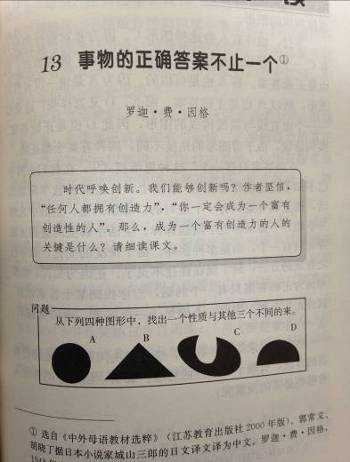 13 事物的正确答案不止一个①
罗迦·费·因格
时代呼唤创新。我们能够创新吗？作者坚信，
“任何人都拥有创造力”，“你一定会成为一个富有
创造性的人”。那么，成为一个富有创造力的人的
关键是什么？请细读课文。
问题
从下列四种图形中，找出一个性质与其他三个不同的来。
A B C D
① 选自《中外母语教材选粹》（江苏教育出版社2000年版），郭常义、
胡晓丁据日本小说家城山三郎的日文译文译为中文。罗迦·费·因格，